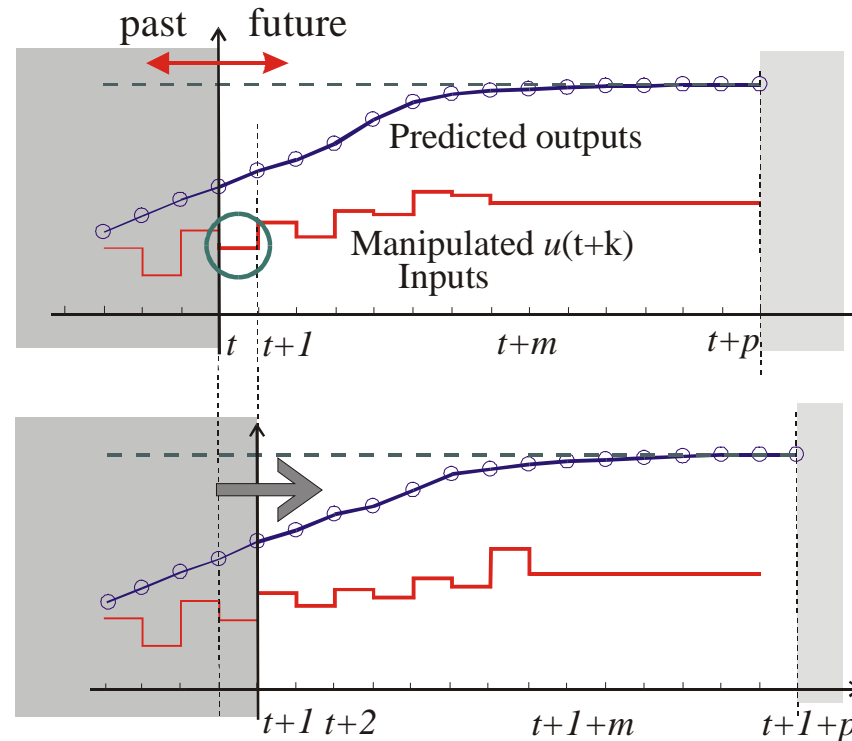 past future
Predicted outputs
Manipulated u(t+k)
Inputs
t t+1 t+m t+p
t+1 t+2 t+1+m t+1+p